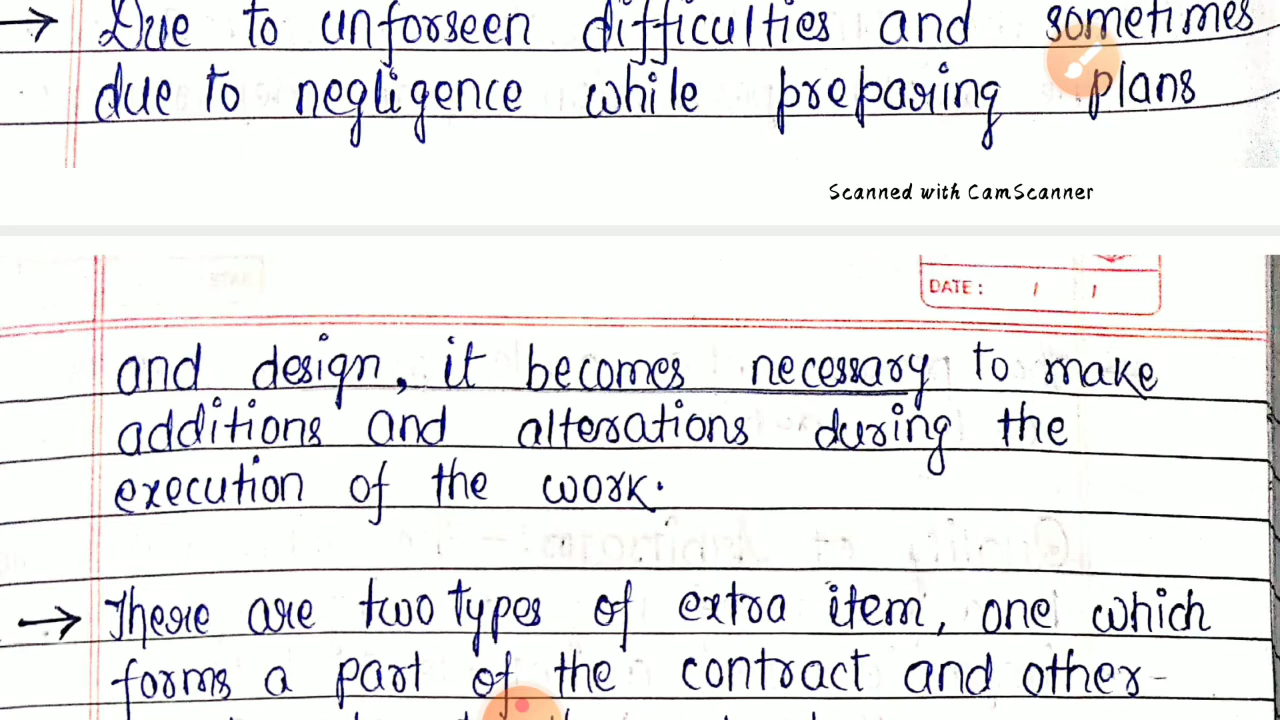 → Due to unforseen difficulties and sometimes
due to negligence while preparing plans
Scanned with CamScanner
DATE: / /
and design, it becomes necessary to make
additions and alterations during the
execution of the work.
→ There are two types of extra item, one which
forms a part of the contract and other-